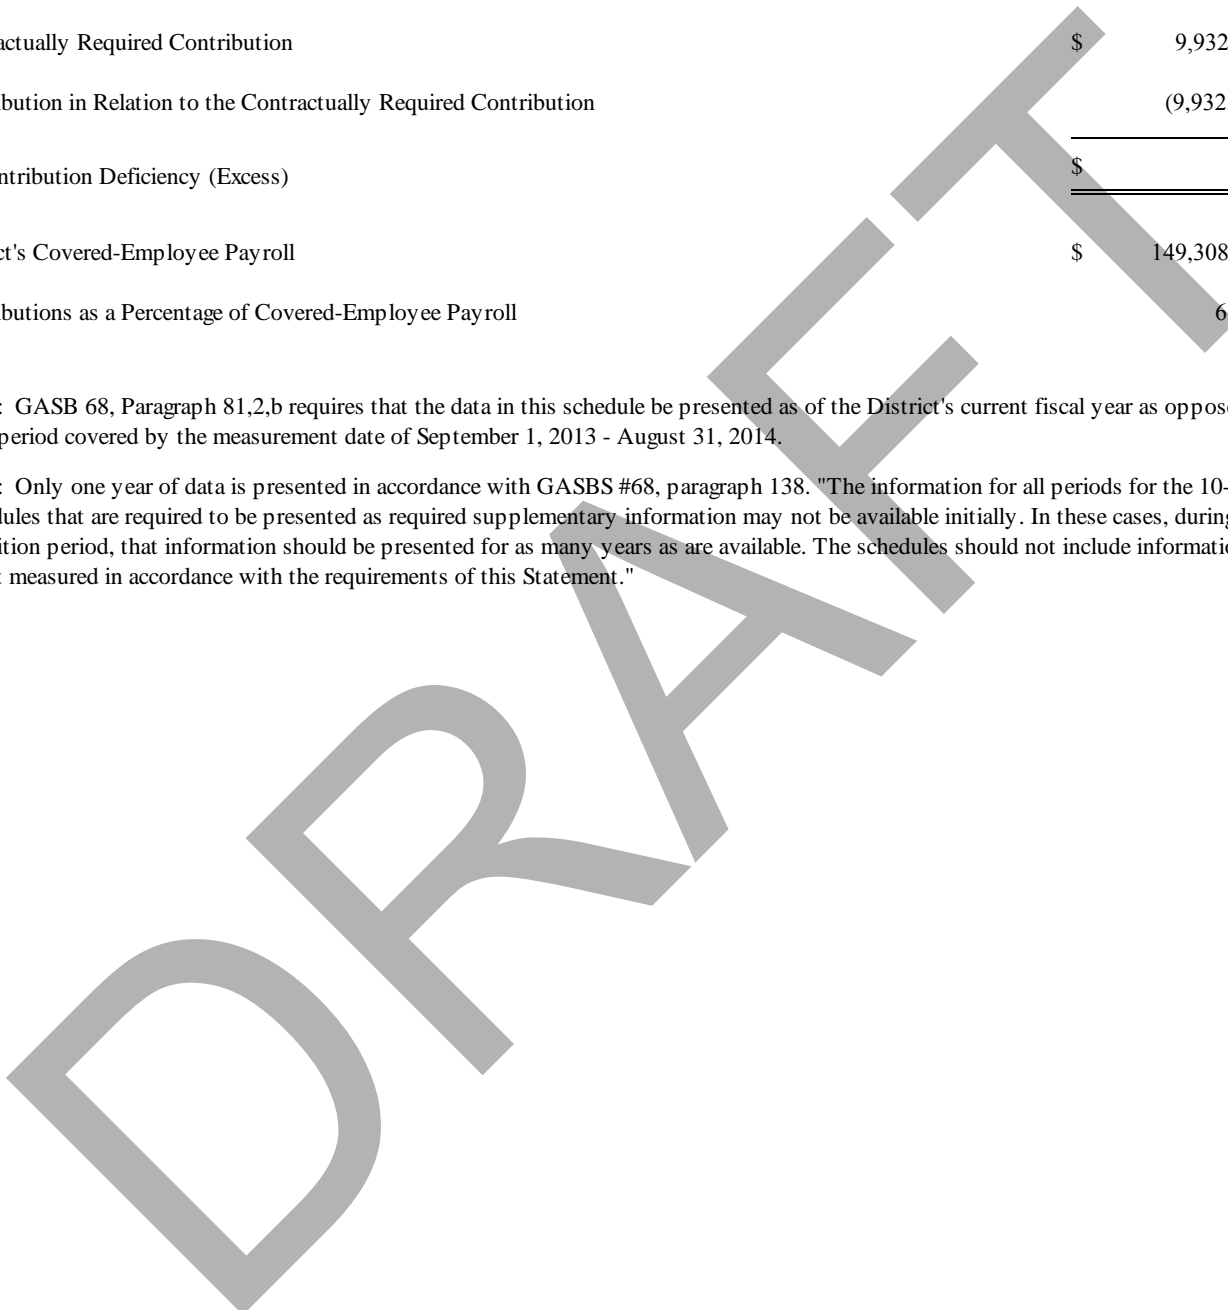 actually Required Contribution $ 9,932
bution in Relation to the Contractually Required Contribution (9,932
ntribution Deficiency (Excess) $
ct's Covered-Employee Payroll $ 149,308
butions as a Percentage of Covered-Employee Payroll 6
: GASB 68, Paragraph 81,2,b requires that the data in this schedule be presented as of the District's current fiscal year as oppose
period covered by the measurement date of September 1, 2013 - August 31, 2014.
: Only one year of data is presented in accordance with GASBS #68, paragraph 138. "The information for all periods for the 10-
dules that are required to be presented as required supplementary information may not be available initially. In these cases, during
ition period, that information should be presented for as many years as are available. The schedules should not include informatio
t measured in accordance with the requirements of this Statement."
DRAFT